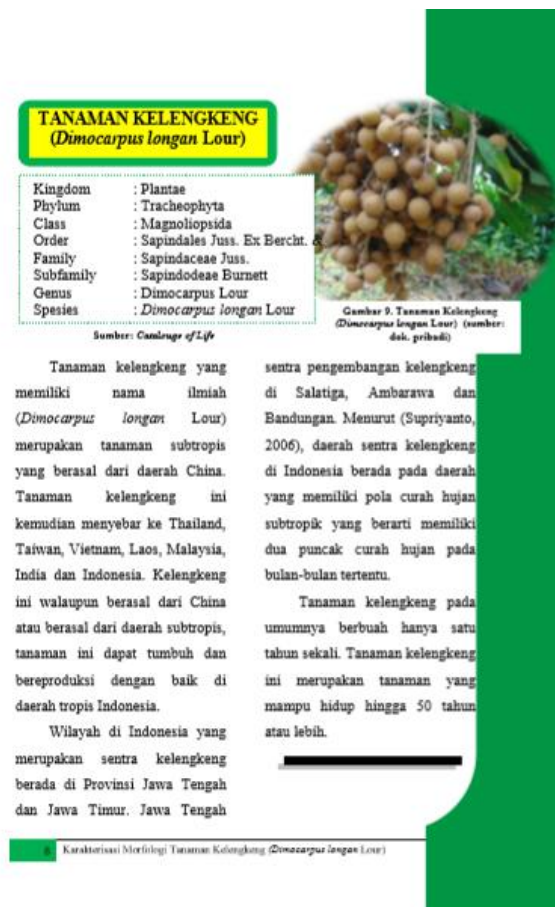 TANAMAN KELENGKENG
(Dimocarpus longan Lour)
Kingdom : Plantae
Phylum : Tracheophyta
Class : Magnoliopsida
Order : Sapindales Juss. Ex Bercht. &
Family : Sapindaceae Juss.
Subfamily : Sapindodeae Burnett
Genus : Dimocarpus Lour
Spesies : Dimocarpus longan Lour
Sumber: Catalouge of Life
Gambar 9. Tanaman Kelengkeng
(Dimocarpus longan Lour) (sumber:
dok. pribadi)
Tanaman kelengkeng yang
memiliki nama ilmiah
(Dimocarpus longan Lour)
merupakan tanaman subtropis
yang berasal dari daerah China.
Tanaman kelengkeng ini
kemudian menyebar ke Thailand,
Taiwan, Vietnam, Laos, Malaysia,
India dan Indonesia. Kelengkeng
ini walaupun berasal dari China
atau berasal dari daerah subtropis,
tanaman ini dapat tumbuh dan
bereproduksi dengan baik di
daerah tropis Indonesia.
Wilayah di Indonesia yang
merupakan sentra kelengkeng
berada di Provinsi Jawa Tengah
dan Jawa Timur. Jawa Tengah
sentra pengembangan kelengkeng
di Salatiga, Ambarawa dan
Bandungan. Menurut (Supriyanto,
2006), daerah sentra kelengkeng
di Indonesia berada pada daerah
yang memiliki pola curah hujan
subtropik yang berarti memiliki
dua puncak curah hujan pada
bulan-bulan tertentu.
Tanaman kelengkeng pada
umumnya berbuah hanya satu
tahun sekali. Tanaman kelengkeng
ini merupakan tanaman yang
mampu hidup hingga 50 tahun
atau lebih.
8 Karakterisasi Morfologi Tanaman Kelengkeng (Dimocarpus longan Lour)